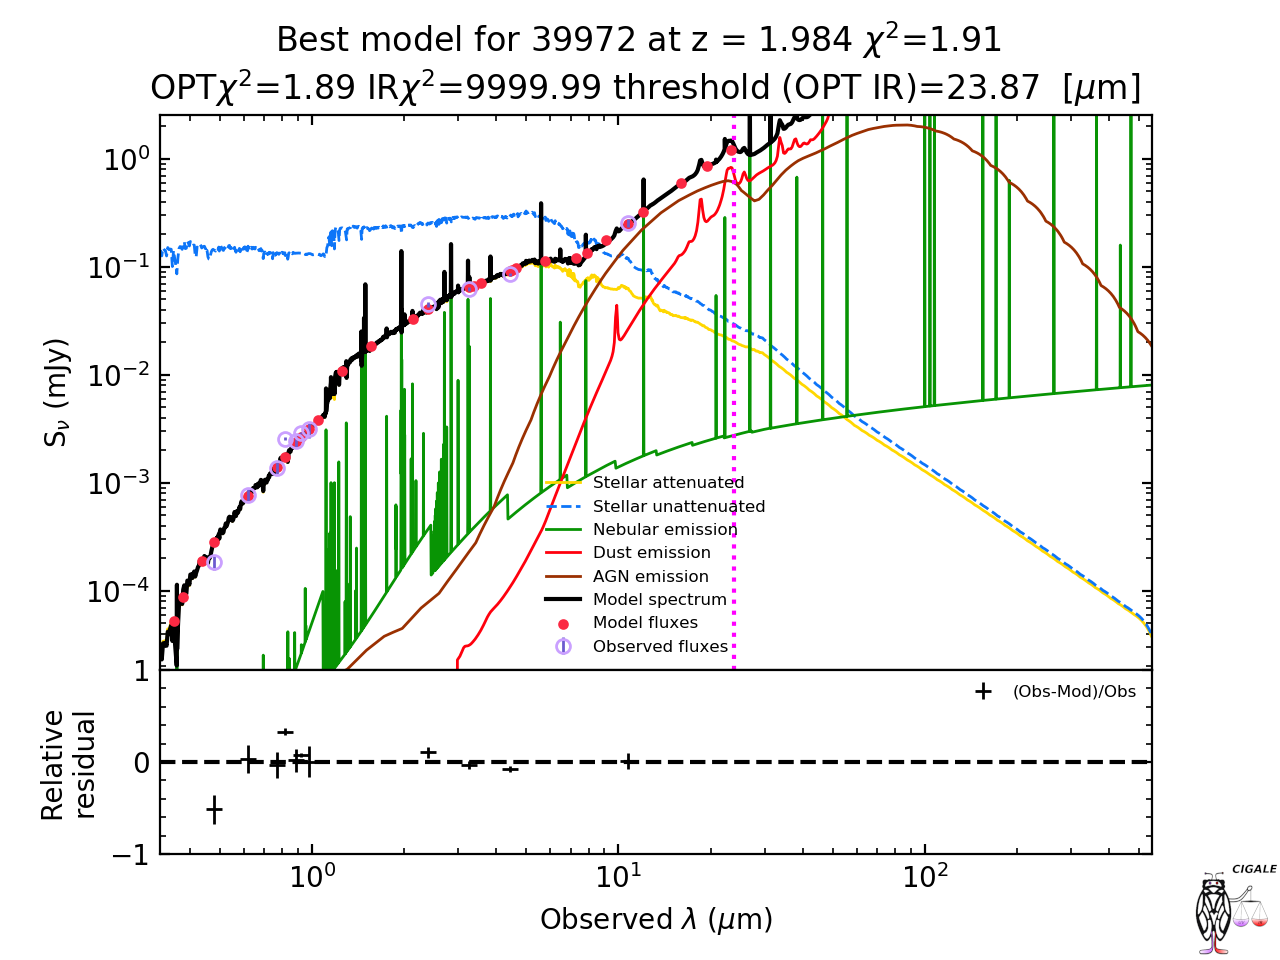 Best model for 39972 at z = 1.984 χ²=1.91
OPTχ²=1.89 IRχ²=9999.99 threshold (OPT IR)=23.87 [μm]
10⁰
10⁻¹
10⁻²
10⁻³
10⁻⁴
S_ν (mJy)
Stellar attenuated
Stellar unattenuated
Nebular emission
Dust emission
AGN emission
Model spectrum
Model fluxes
Observed fluxes
1
0
−1
Relative
residual
(Obs-Mod)/Obs
10⁰
10¹
10²
Observed λ (μm)
CIGALE